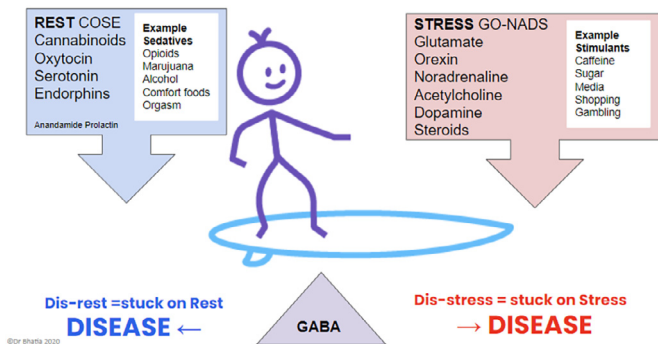 REST COSE
Cannabinoids
Oxytocin
Serotonin
Endorphins
Anandamide Prolactin
Example
Sedatives
Opioids
Marujuana
Alcohol
Comfort foods
Orgasm
STRESS GO-NADS
Glutamate
Orexin
Noradrenaline
Acetylcholine
Dopamine
Steroids
Example
Stimulants
Caffeine
Sugar
Media
Shopping
Gambling
Dis-rest =stuck on Rest
DISEASE ←
GABA
Dis-stress = stuck on Stress
→ DISEASE
©Dr Bhatia 2020